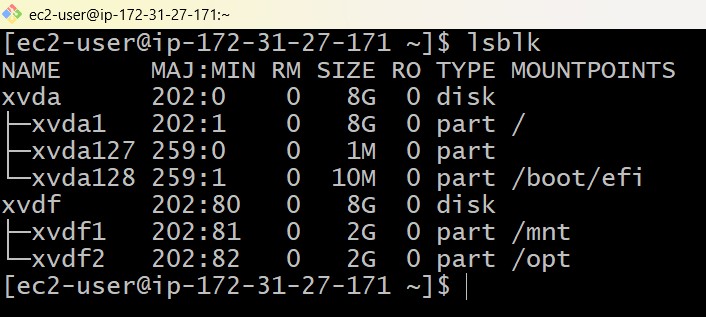 ec2-user@ip-172-31-27-171:~
[ec2-user@ip-172-31-27-171 ~]$ lsblk
NAME      MAJ:MIN RM SIZE RO TYPE MOUNTPOINTS
xvda      202:0    0   8G  0 disk
├─xvda1   202:1    0   8G  0 part /
├─xvda127 259:0    0   1M  0 part
└─xvda128 259:1    0  10M  0 part /boot/efi
xvdf      202:80   0   8G  0 disk
├─xvdf1   202:81   0   2G  0 part /mnt
└─xvdf2   202:82   0   2G  0 part /opt
[ec2-user@ip-172-31-27-171 ~]$